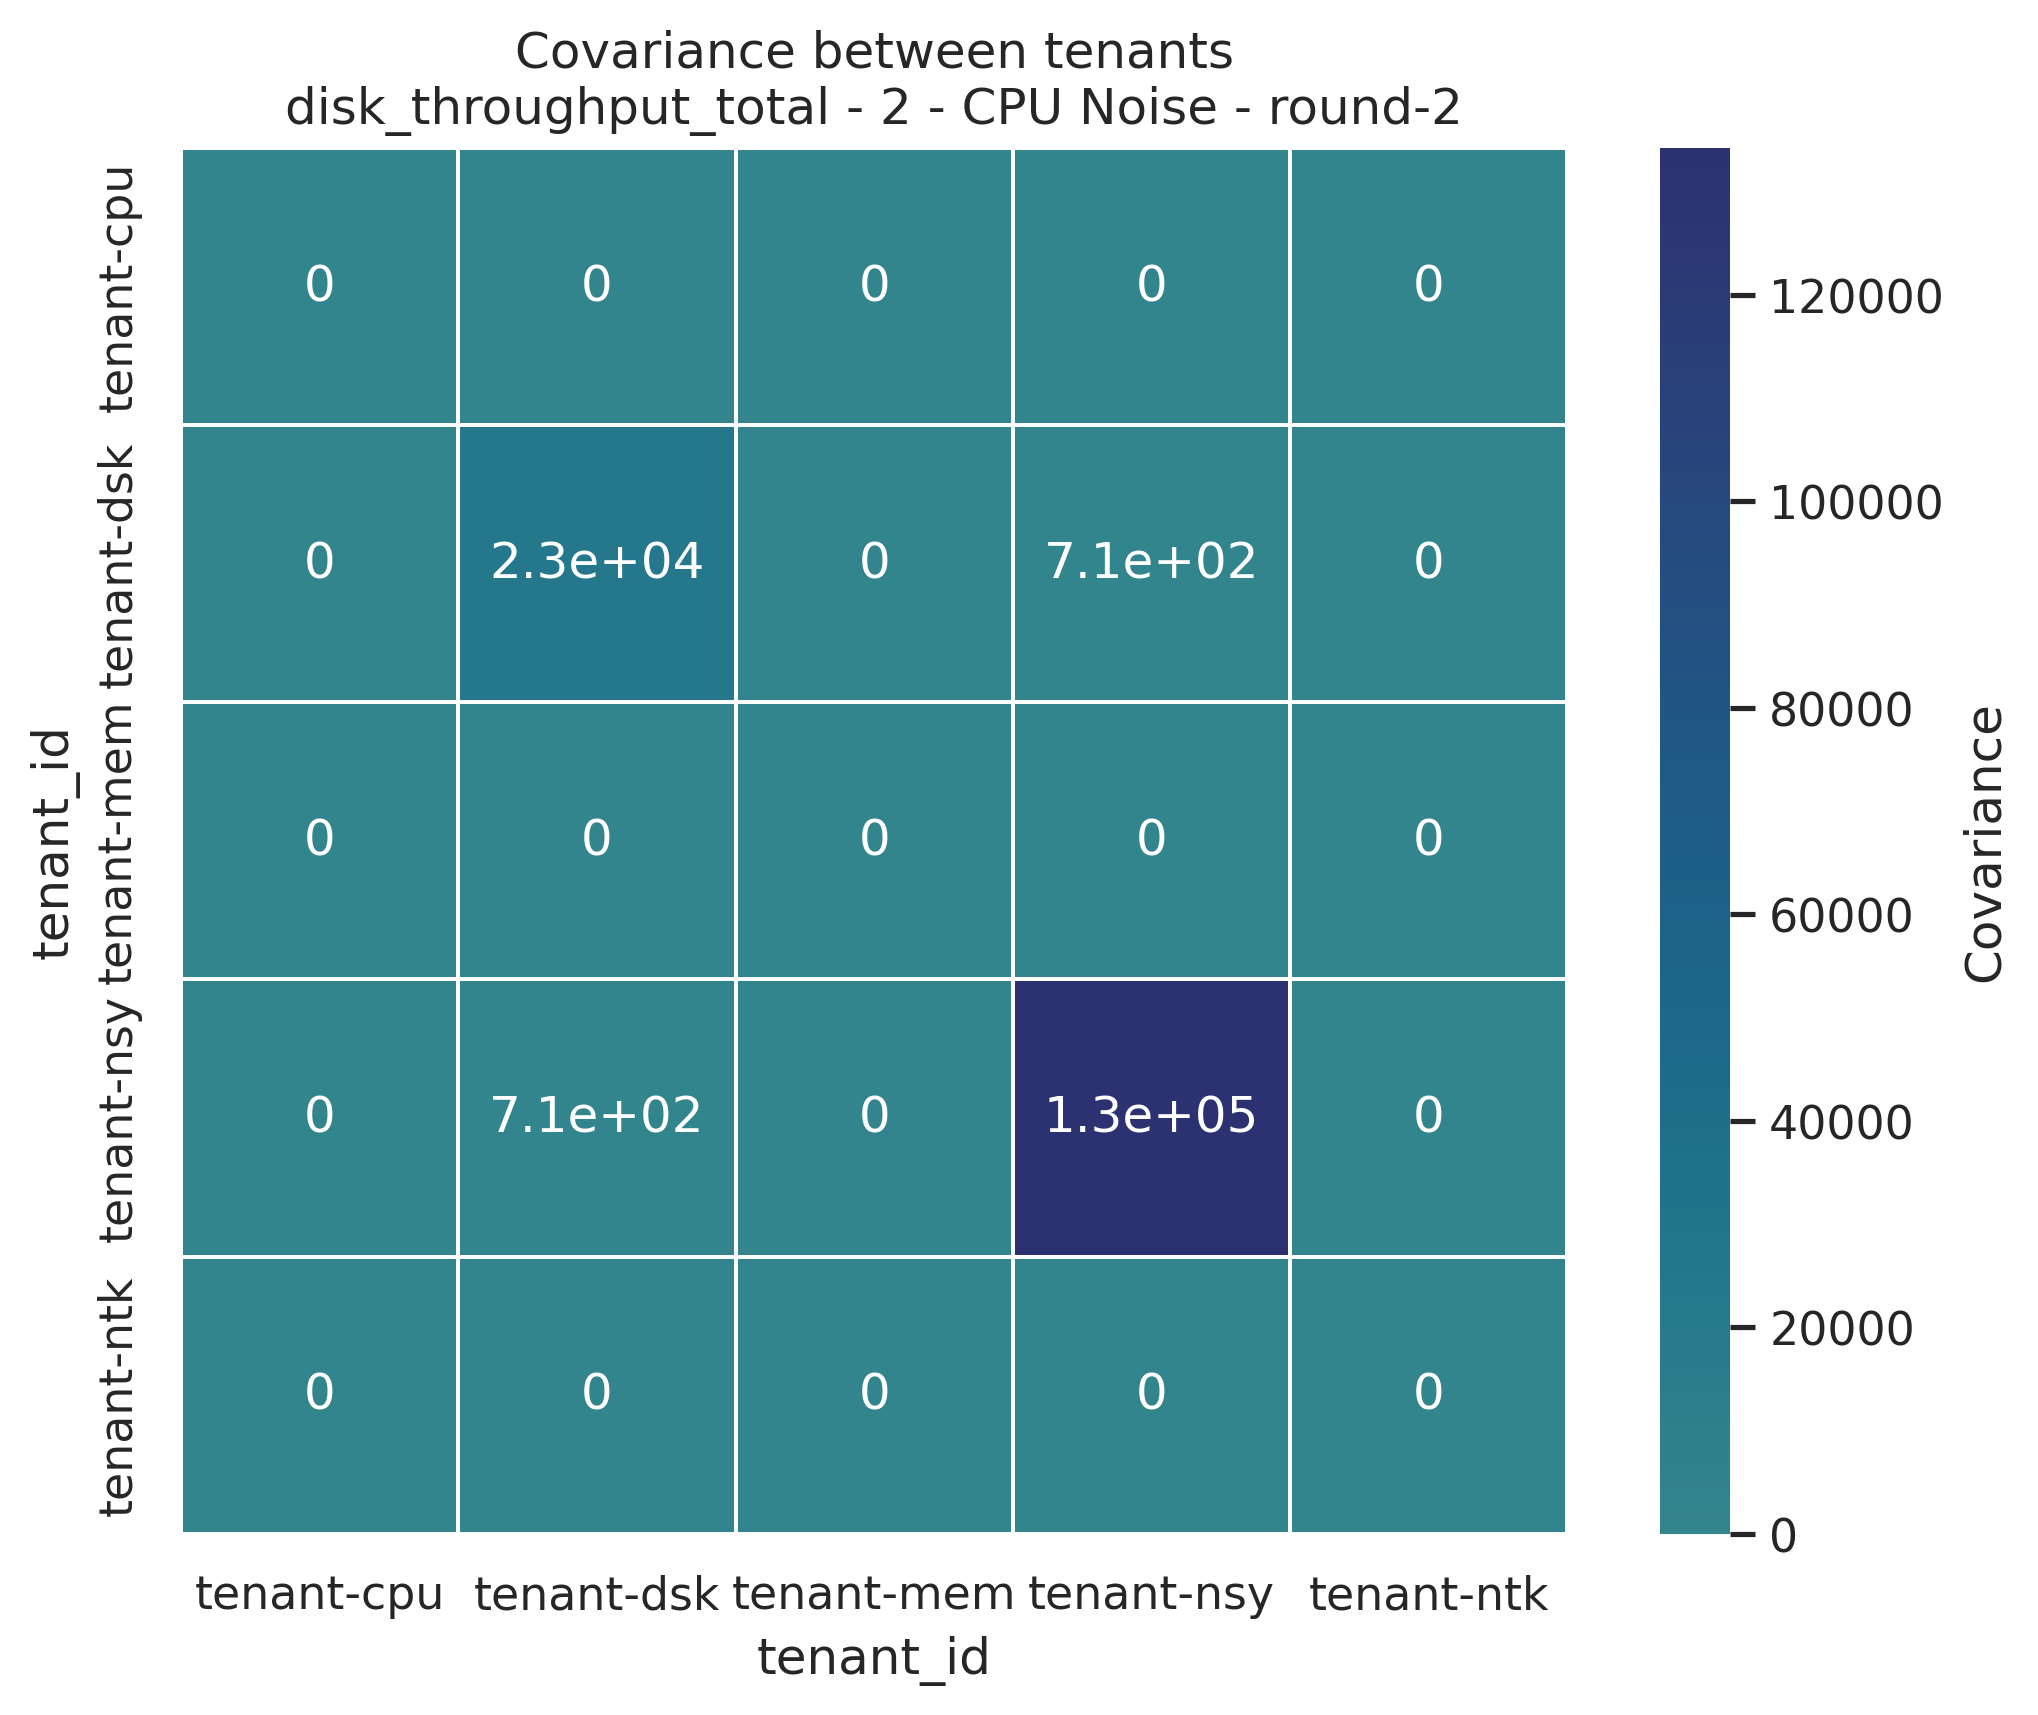 Covariance between tenants
disk_throughput_total - 2 - CPU Noise - round-2
tenant_id
tenant-cpu
0 0 0 0 0
tenant-dsk
0 2.3e+04 0 7.1e+02 0
tenant-mem
0 0 0 0 0
tenant-nsy
0 7.1e+02 0 1.3e+05 0
tenant-ntk
0 0 0 0 0
tenant-cpu tenant-dsk tenant-mem tenant-nsy tenant-ntk
tenant_id
120000
100000
80000
60000
40000
20000
0
Covariance